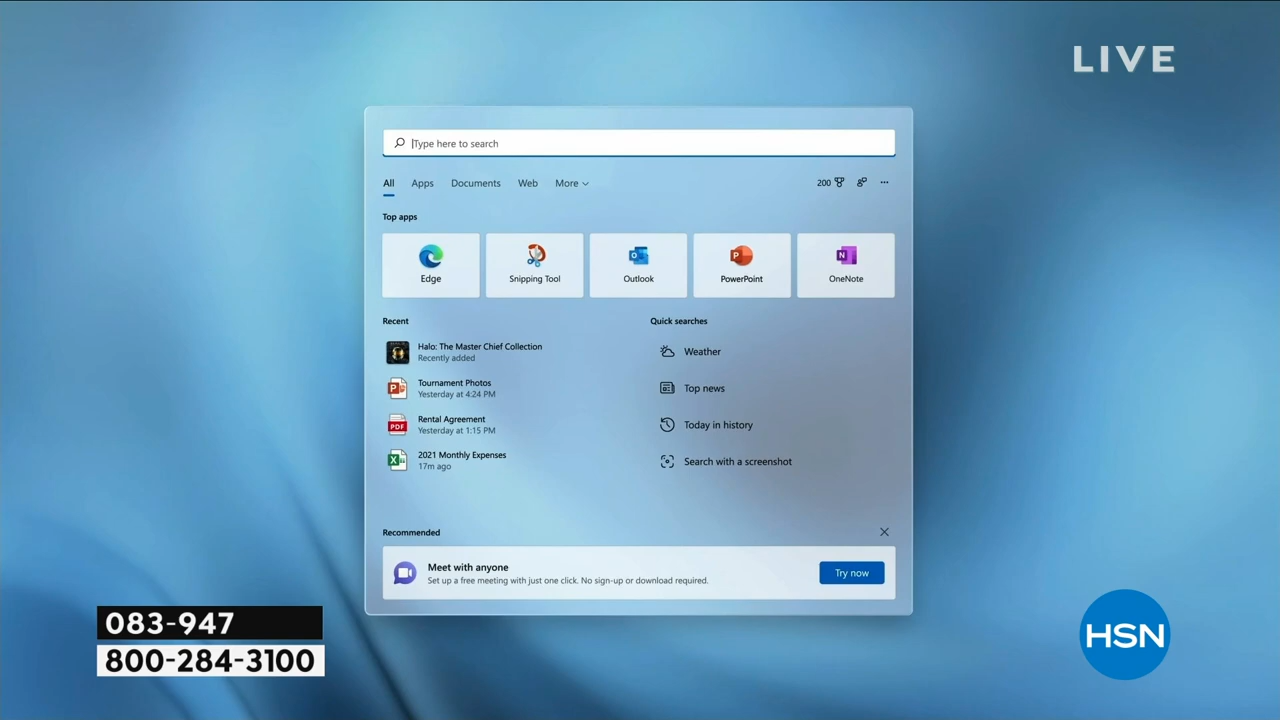 LIVE
Type here to search
All Apps Documents Web More 200
Top apps
Edge Snipping Tool Outlook PowerPoint OneNote
Recent
Halo: The Master Chief Collection
Recently added
Tournament Photos
Yesterday at 4:24 PM
PDF
Rental Agreement
Yesterday at 1:15 PM
2021 Monthly Expenses
17m ago
Quick searches
Weather
Top news
Today in history
Search with a screenshot
Recommended
Meet with anyone
Set up a free meeting with just one click. No sign-up or download required.
Try now
083-947
800-284-3100
HSN